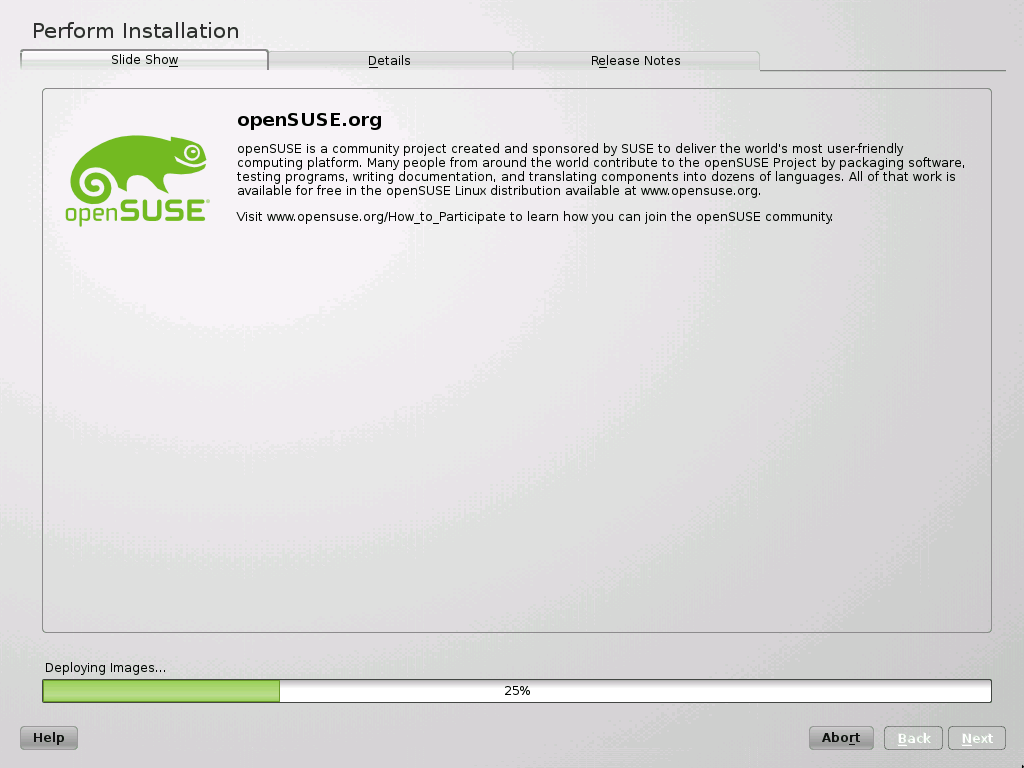 Perform Installation
Slide Show
Details
Release Notes
openSUSE.org
openSUSE is a community project created and sponsored by SUSE to deliver the world's most user-friendly
computing platform. Many people from around the world contribute to the openSUSE Project by packaging software,
testing programs, writing documentation, and translating components into dozens of languages. All of that work is
available for free in the openSUSE Linux distribution available at www.opensuse.org.
openSUSE®
Visit www.opensuse.org/How_to_Participate to learn how you can join the openSUSE community.
Deploying Images...
25%
Help
Abort
Back
Next